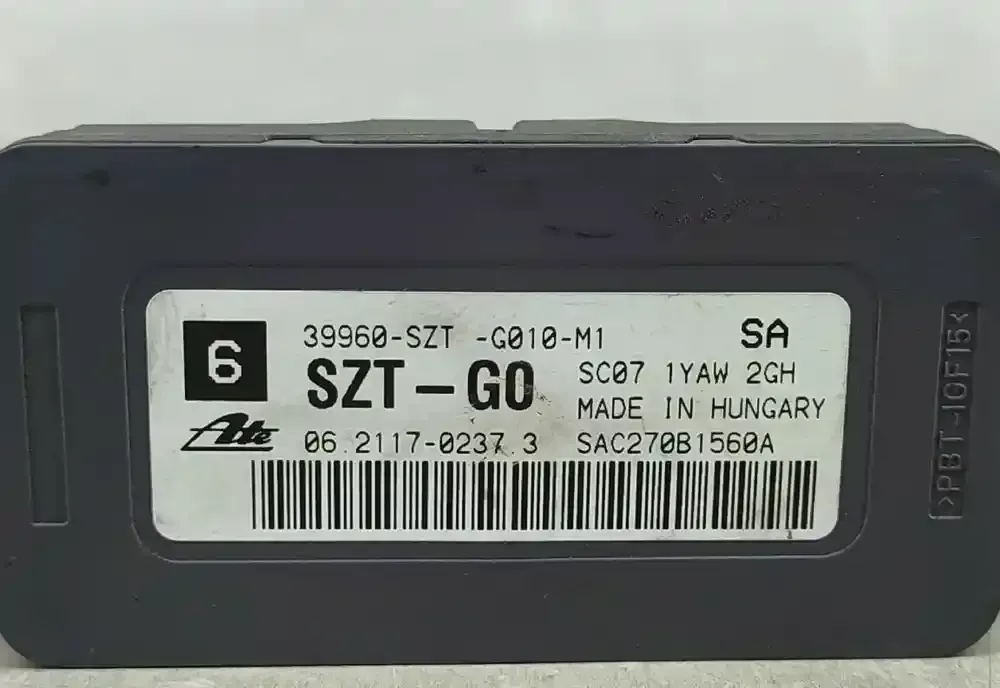 6
39960-SZT -G010-M1
SA
SZT-G0
SC07 1YAW 2GH
MADE IN HUNGARY
Ate
06.2117-0237.3
SAC270B1560A
>PBT-IGF15<